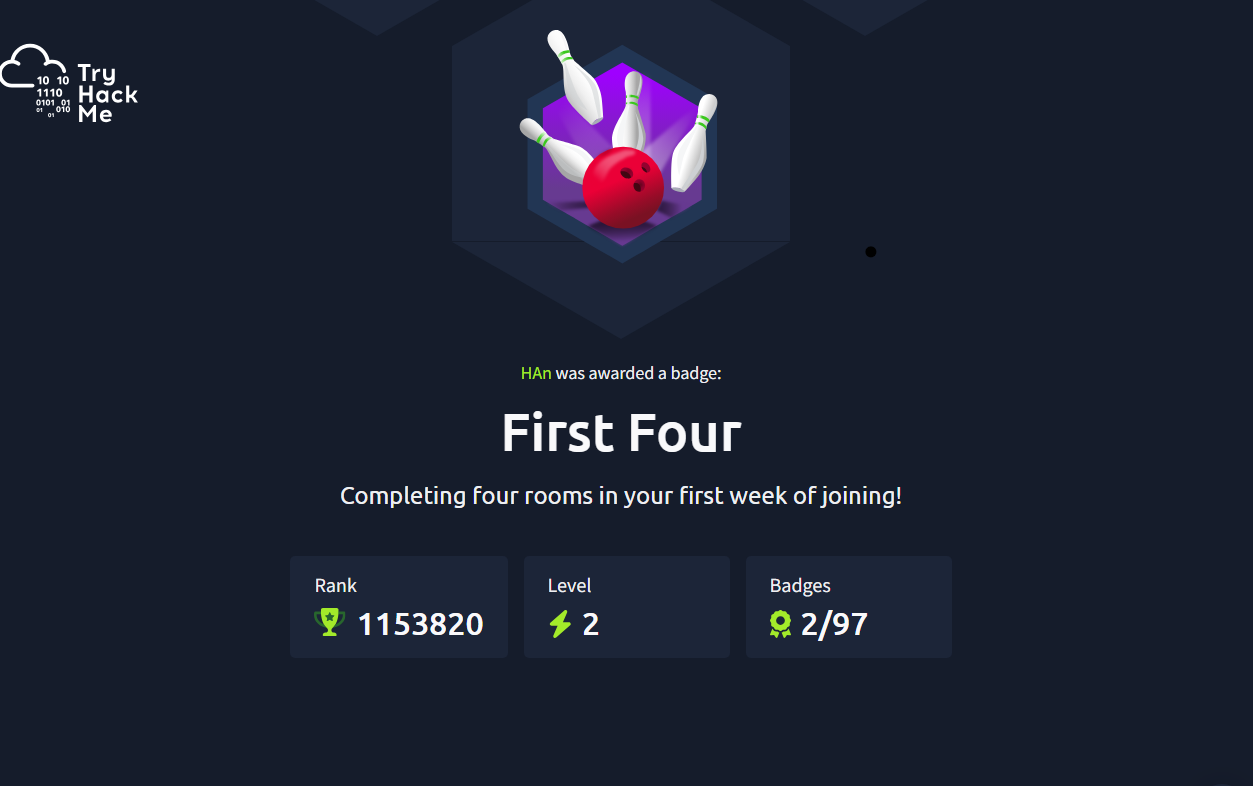 10 10
1110
0101 01
01 010
01
Try
Hack
Me
HAn was awarded a badge:
First Four
Completing four rooms in your first week of joining!
Rank
1153820
Level
2
Badges
2/97